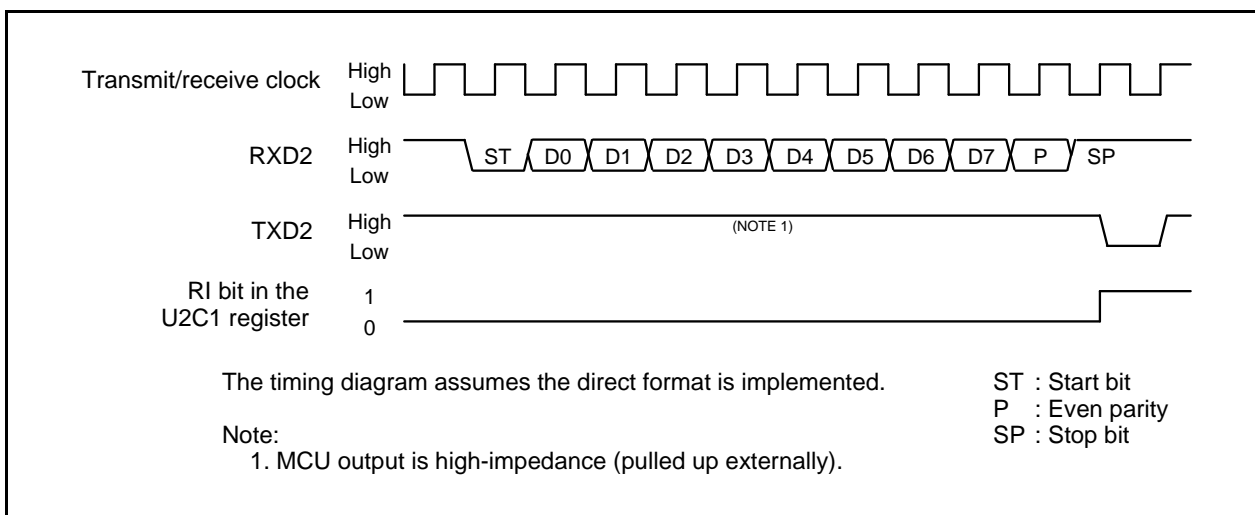 Transmit/receive clock
High
Low
RXD2
High
Low
ST D0 D1 D2 D3 D4 D5 D6 D7 P SP
TXD2
High
Low
(NOTE 1)
RI bit in the
U2C1 register
1
0
The timing diagram assumes the direct format is implemented.
Note:
1. MCU output is high-impedance (pulled up externally).
ST : Start bit
P : Even parity
SP : Stop bit